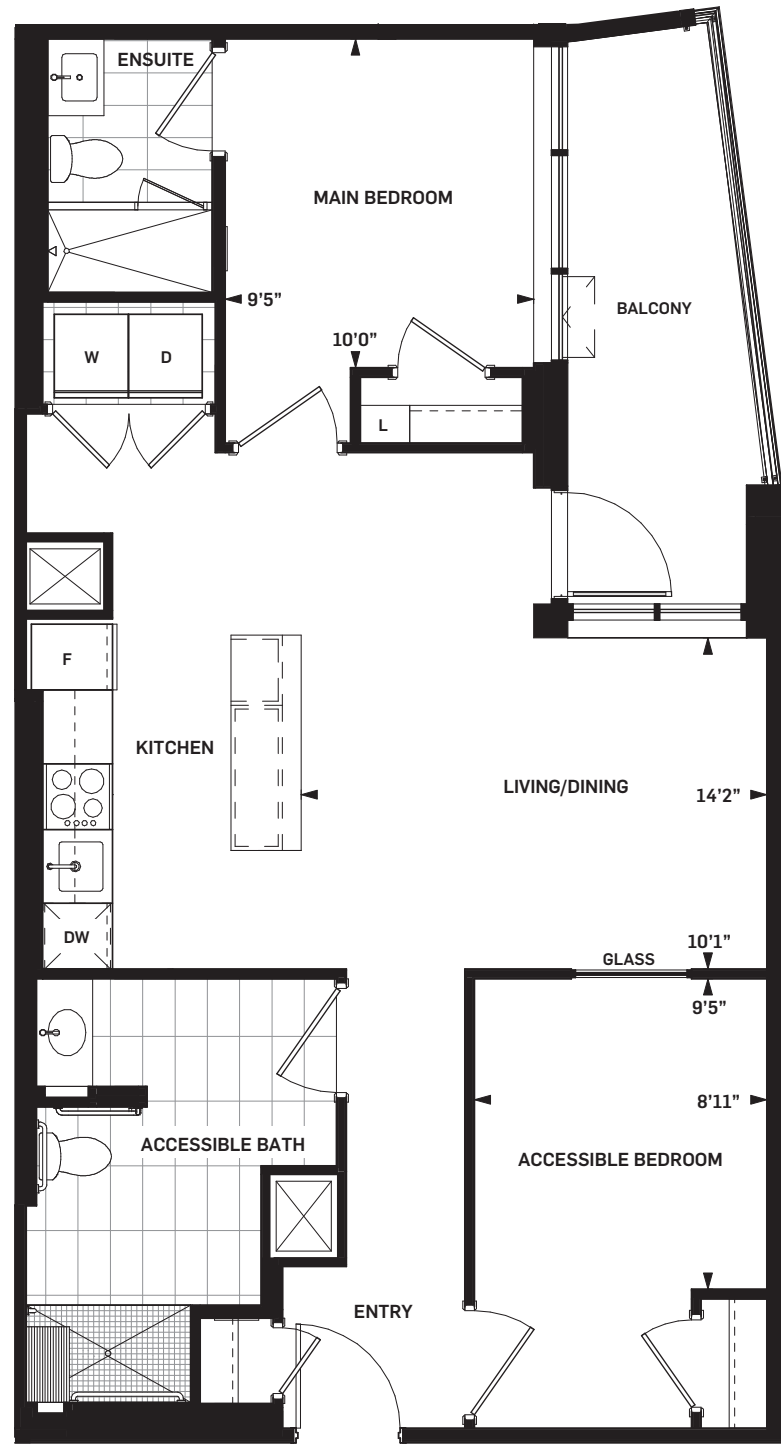 ENSUITE
MAIN BEDROOM
9'5"
BALCONY
10'0"
W
D
L
F
KITCHEN
LIVING/DINING
14'2"
DW
10'1"
GLASS
9'5"
8'11"
ACCESSIBLE BATH
ACCESSIBLE BEDROOM
ENTRY